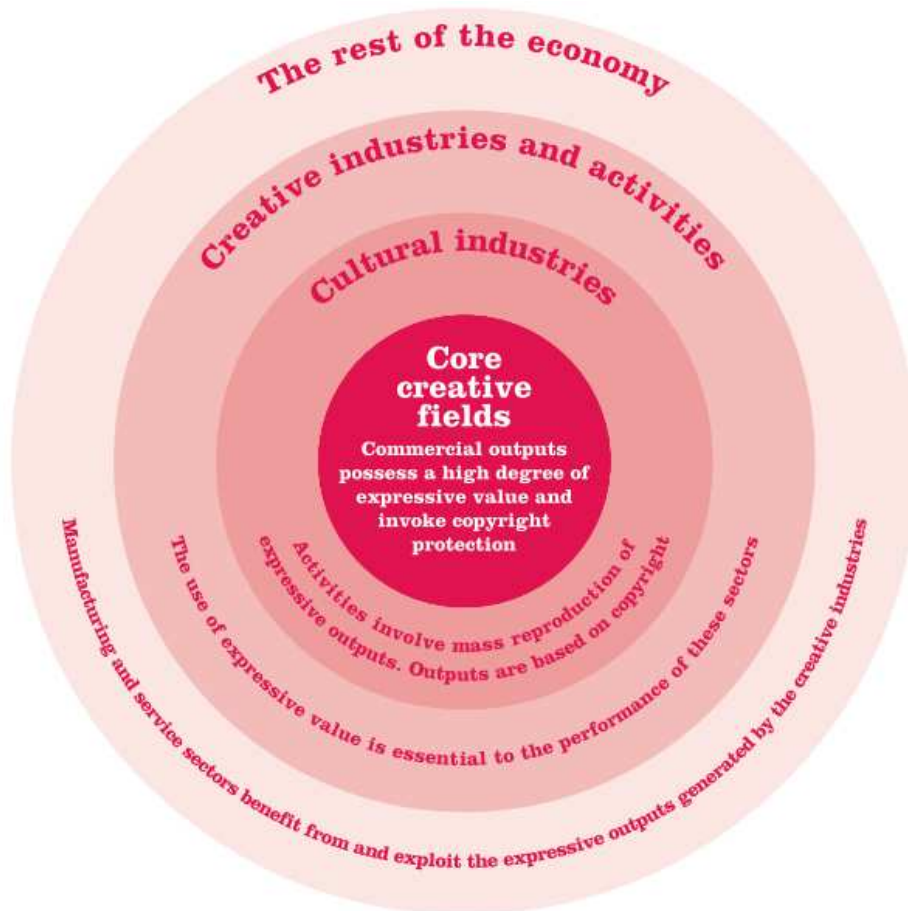 The rest of the economy
Creative industries and activities
Cultural industries
Core
creative
fields
Commercial outputs
possess a high degree of
expressive value and
invoke copyright
protection
Activities involve mass reproduction of
expressive outputs. Outputs are based on copyright
The use of expressive value is essential to the performance of these sectors
Manufacturing and service sectors benefit from and exploit the expressive outputs generated by the creative industries